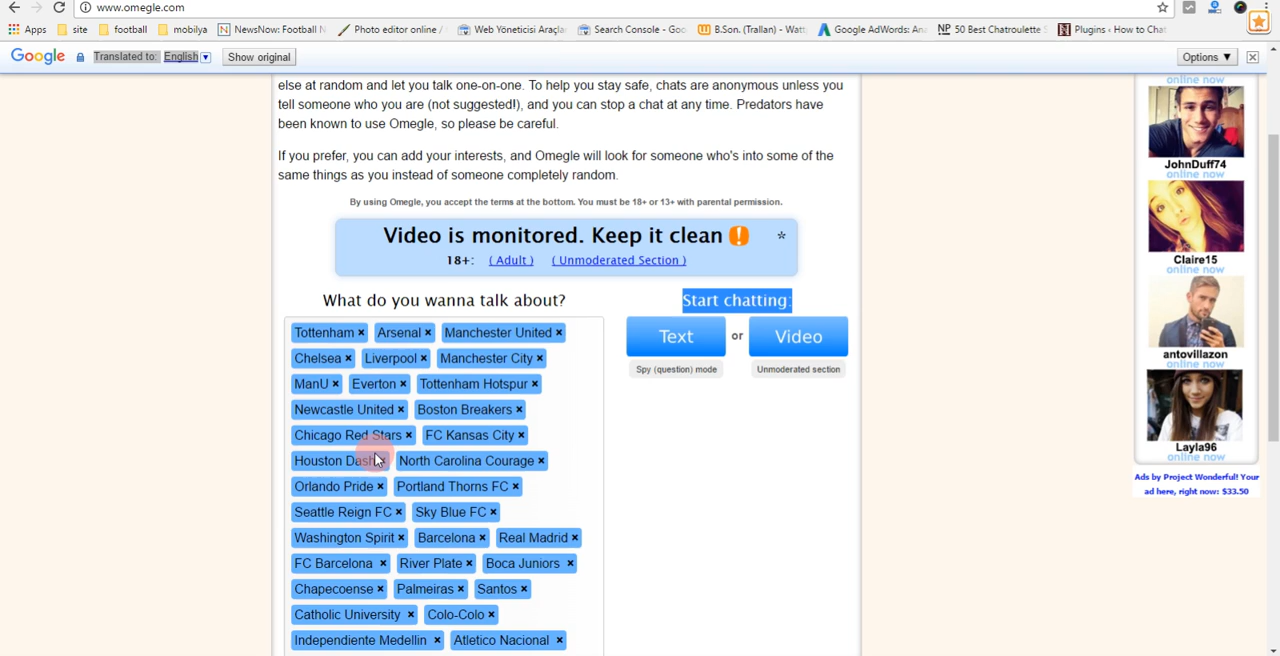 www.omegle.com
Apps site football mobilya NewsNow: Football N Photo editor online / Web Yöneticisi Araçla Search Console - Goo B.Son. (Trallan) - Watt Google AdWords: Ana NP 50 Best Chatroulette S Plugins ‹ How to Chat
Google Translated to: English Show original Options ▼
else at random and let you talk one-on-one. To help you stay safe, chats are anonymous unless you
tell someone who you are (not suggested!), and you can stop a chat at any time. Predators have
been known to use Omegle, so please be careful.
If you prefer, you can add your interests, and Omegle will look for someone who's into some of the
same things as you instead of someone completely random.
By using Omegle, you accept the terms at the bottom. You must be 18+ or 13+ with parental permission.
Video is monitored. Keep it clean ! *
18+: ( Adult ) ( Unmoderated Section )
What do you wanna talk about?
Tottenham × Arsenal × Manchester United ×
Chelsea × Liverpool × Manchester City ×
ManU × Everton × Tottenham Hotspur ×
Newcastle United × Boston Breakers ×
Chicago Red Stars × FC Kansas City ×
Houston Dash × North Carolina Courage ×
Orlando Pride × Portland Thorns FC ×
Seattle Reign FC × Sky Blue FC ×
Washington Spirit × Barcelona × Real Madrid ×
FC Barcelona × River Plate × Boca Juniors ×
Chapecoense × Palmeiras × Santos ×
Catholic University × Colo-Colo ×
Independiente Medellin × Atletico Nacional ×
Start chatting:
Text or Video
Spy (question) mode Unmoderated section
online now
JohnDuff74
online now
Claire15
online now
antovillazon
online now
Layla96
online now
Ads by Project Wonderful! Your
ad here, right now: $33.50